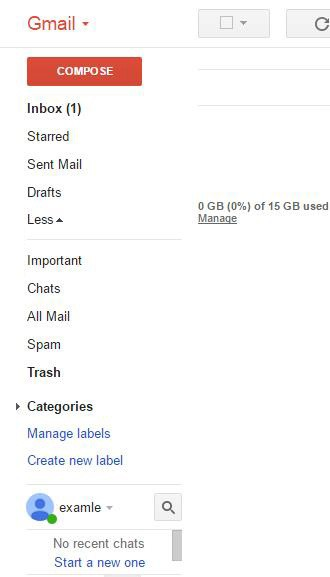 Gmail
COMPOSE
Inbox (1)
Starred
Sent Mail
Drafts
Less
Important
Chats
All Mail
Spam
Trash
Categories
Manage labels
Create new label
examle
No recent chats
Start a new one
0 GB (0%) of 15 GB used
Manage